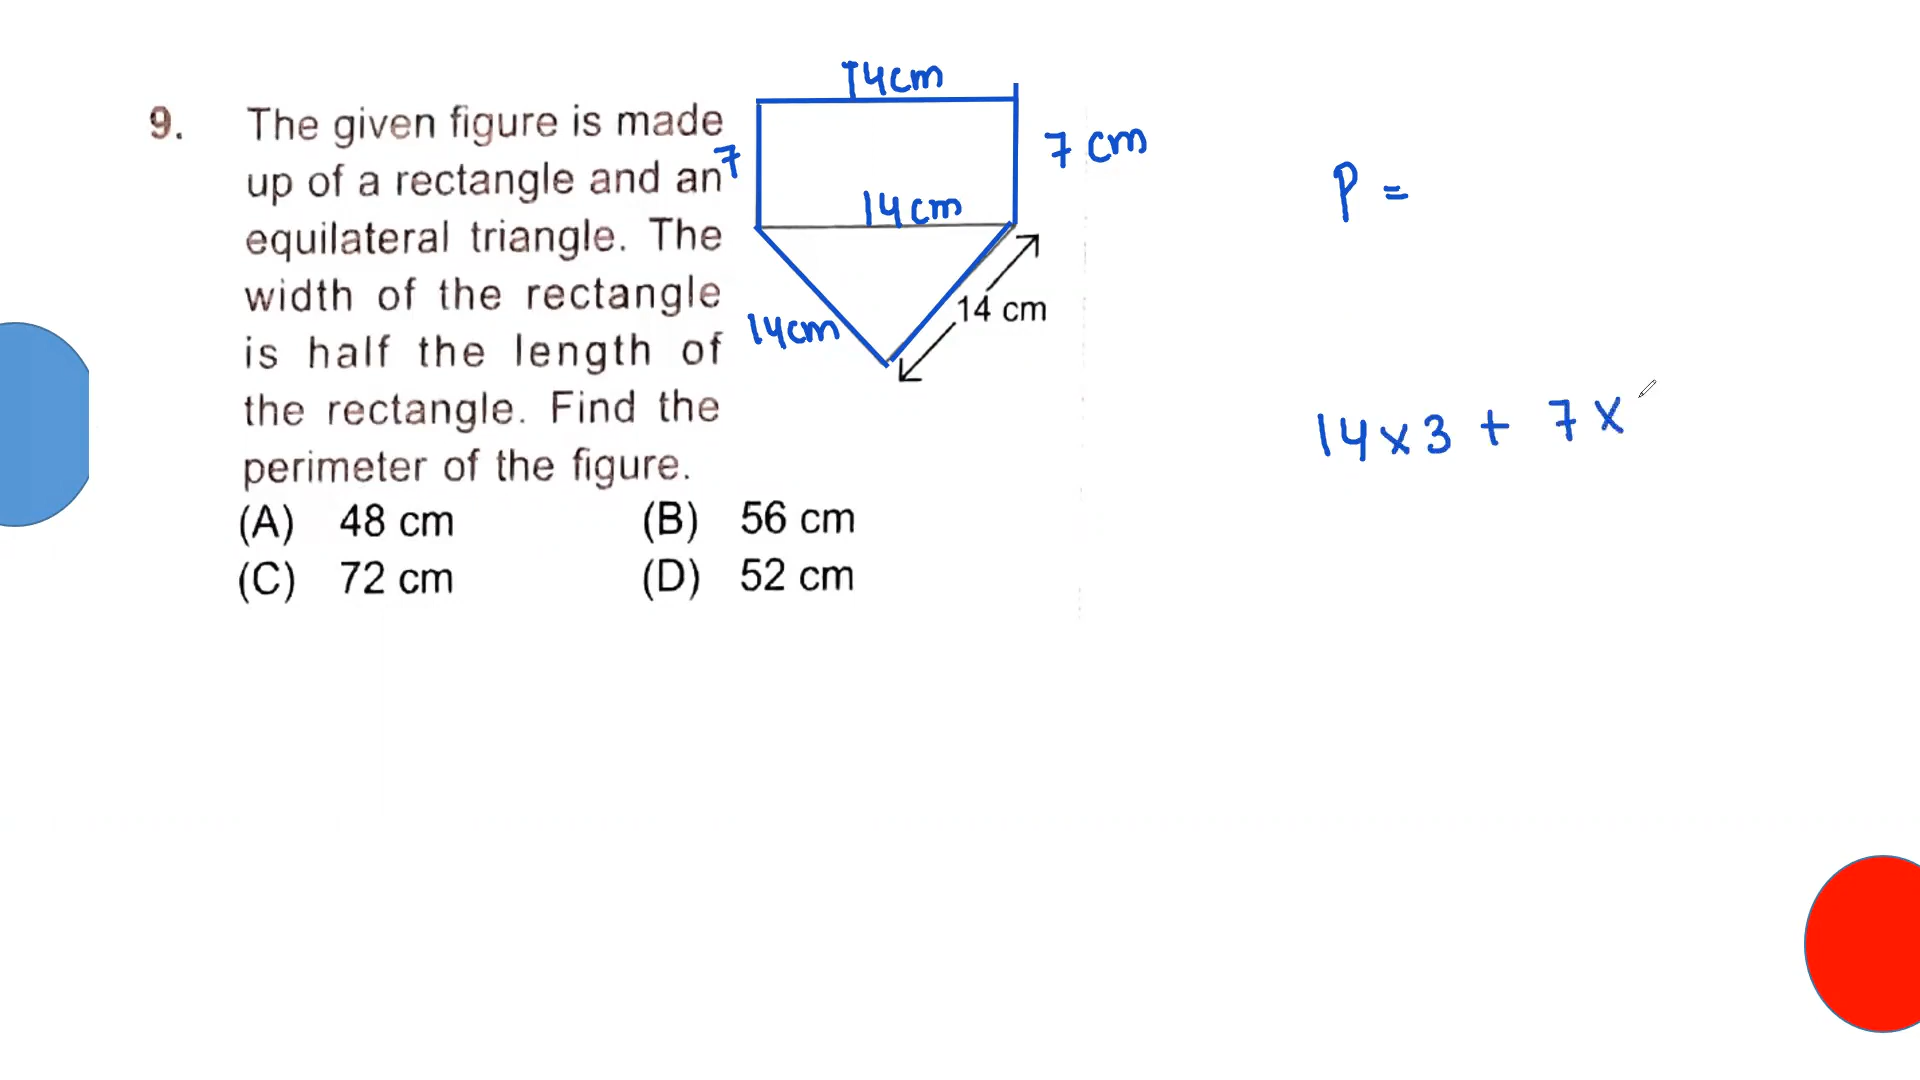 14cm
9. The given figure is made
up of a rectangle and an
equilateral triangle. The
width of the rectangle
is half the length of
the rectangle. Find the
perimeter of the figure.
(A) 48 cm (B) 56 cm
(C) 72 cm (D) 52 cm
7
7 cm
14cm
14cm
14 cm
P =
14 x 3 + 7 x